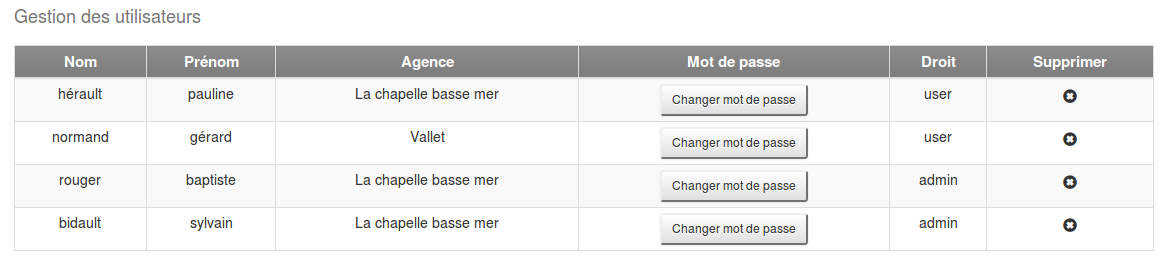 Gestion des utilisateurs
Nom Prénom Agence Mot de passe Droit Supprimer
hérault pauline La chapelle basse mer Changer mot de passe user
normand gérard Vallet Changer mot de passe user
rouger baptiste La chapelle basse mer Changer mot de passe admin
bidault sylvain La chapelle basse mer Changer mot de passe admin